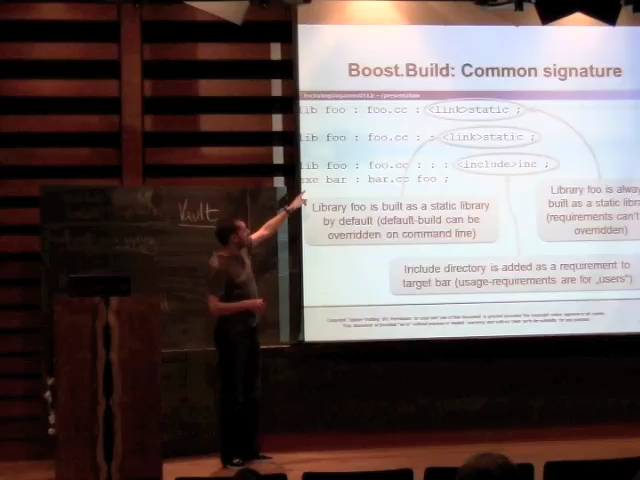 Boost.Build: Common signature
lib foo : foo.cc : <link>static ;
lib foo : foo.cc : : <link>static ;
lib foo : foo.cc : : : <include>inc ;
exe bar : bar.cc foo ;
Vault
Library foo is built as a static library
by default (default-build can be
overridden on command line)
Library foo is alwa
built as a static libra
(requirements can't
overridden)
Include directory is added as a requirement to
target bar (usage-requirements are for „users")